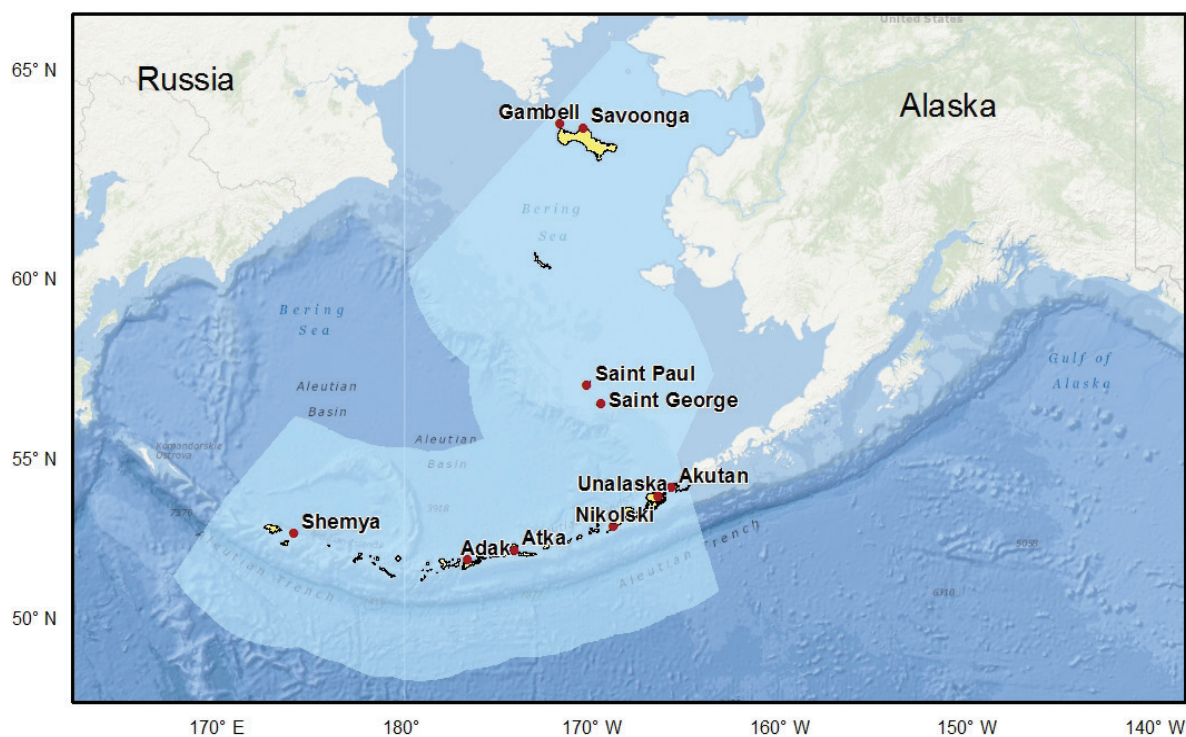 United States
65° N
Russia
Alaska
Gambell
Savoonga
Bering
Sea
60° N
Bering
Sea
Gulf of
Alaska
Saint Paul
Saint George
Aleutian
Basin
Komandorskie
Ostrova
55° N
Aleutian
Basin
Akutan
Unalaska
Nikolski
Shemya
Adak
Atka
Aleutian Trench
Aleutian Trench
50° N
170° E
180°
170° W
160° W
150° W
140° W